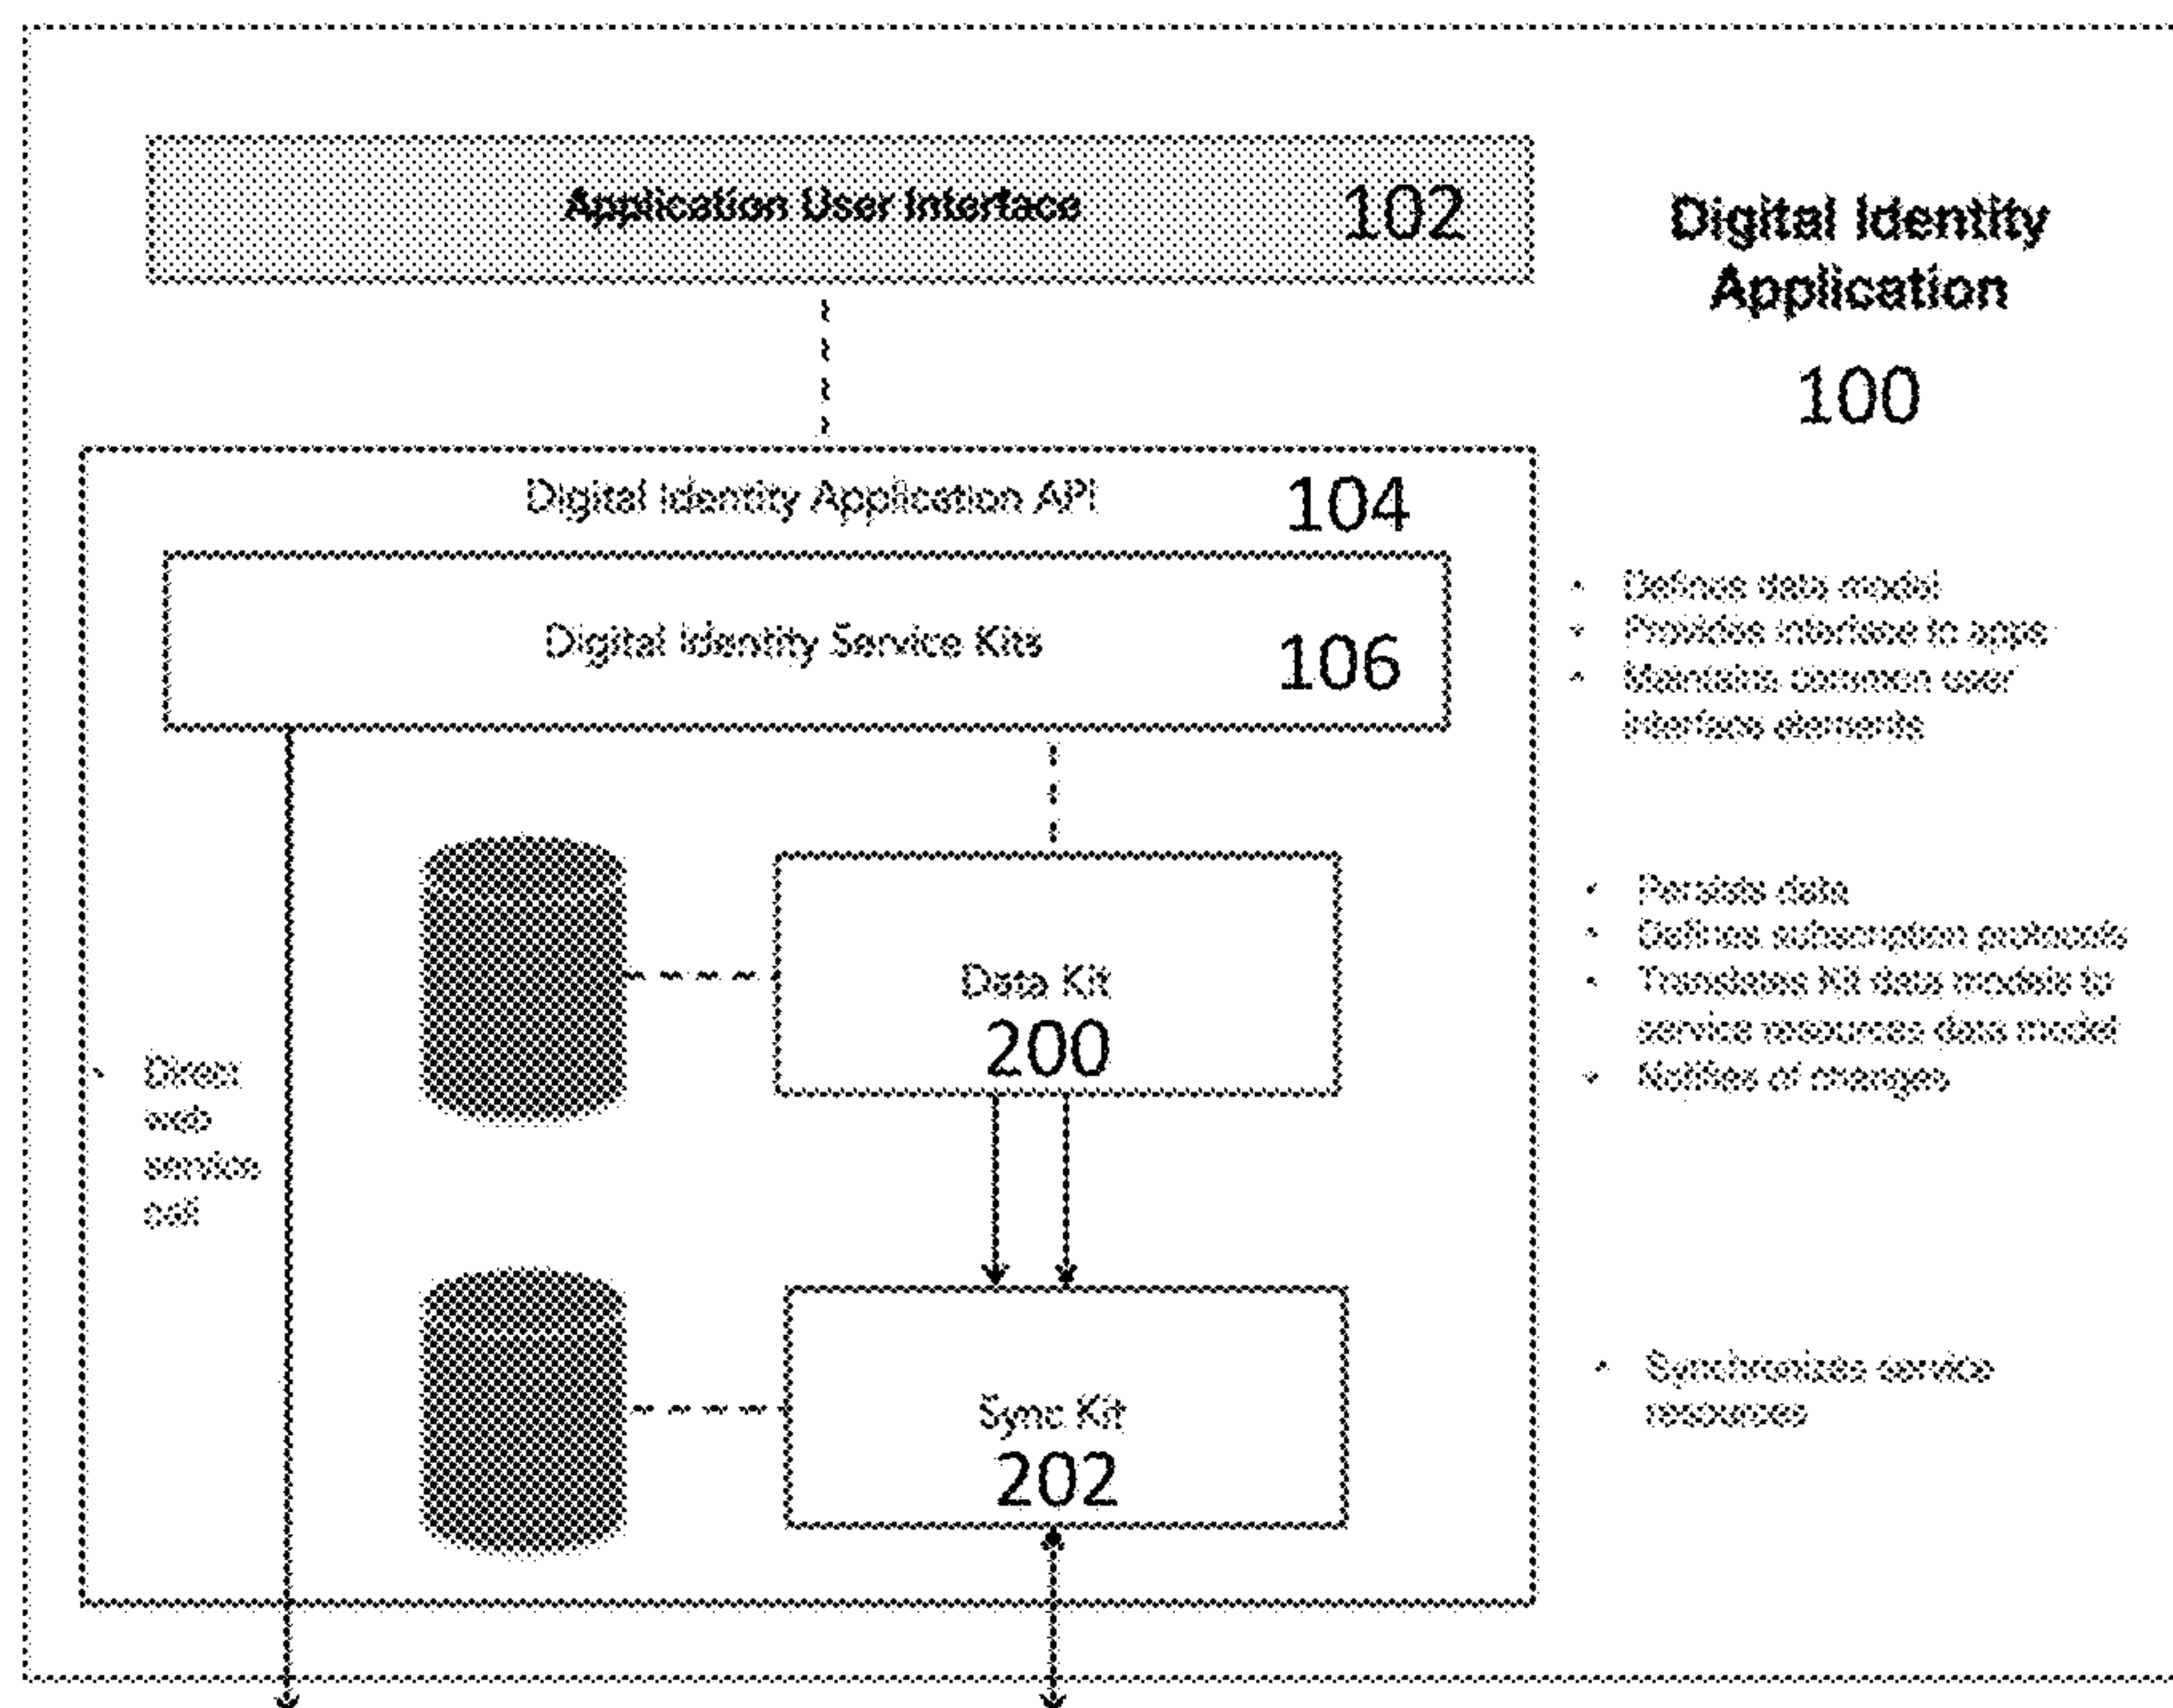 Application User Interface 102
Digital Identity
Application
100
Digital Identity Application API 104
Digital Identity Service Kits 106
• Defines data model
• Provides interface to apps
• Maintains common user
interface elements
Data Kit
200
• Persists data
• Defines subscription protocols
• Translates Kit data models to
service resources data model
• Notifies of changes
• Direct
web
service
call
Sync Kit
202
• Synchronizes service
resources